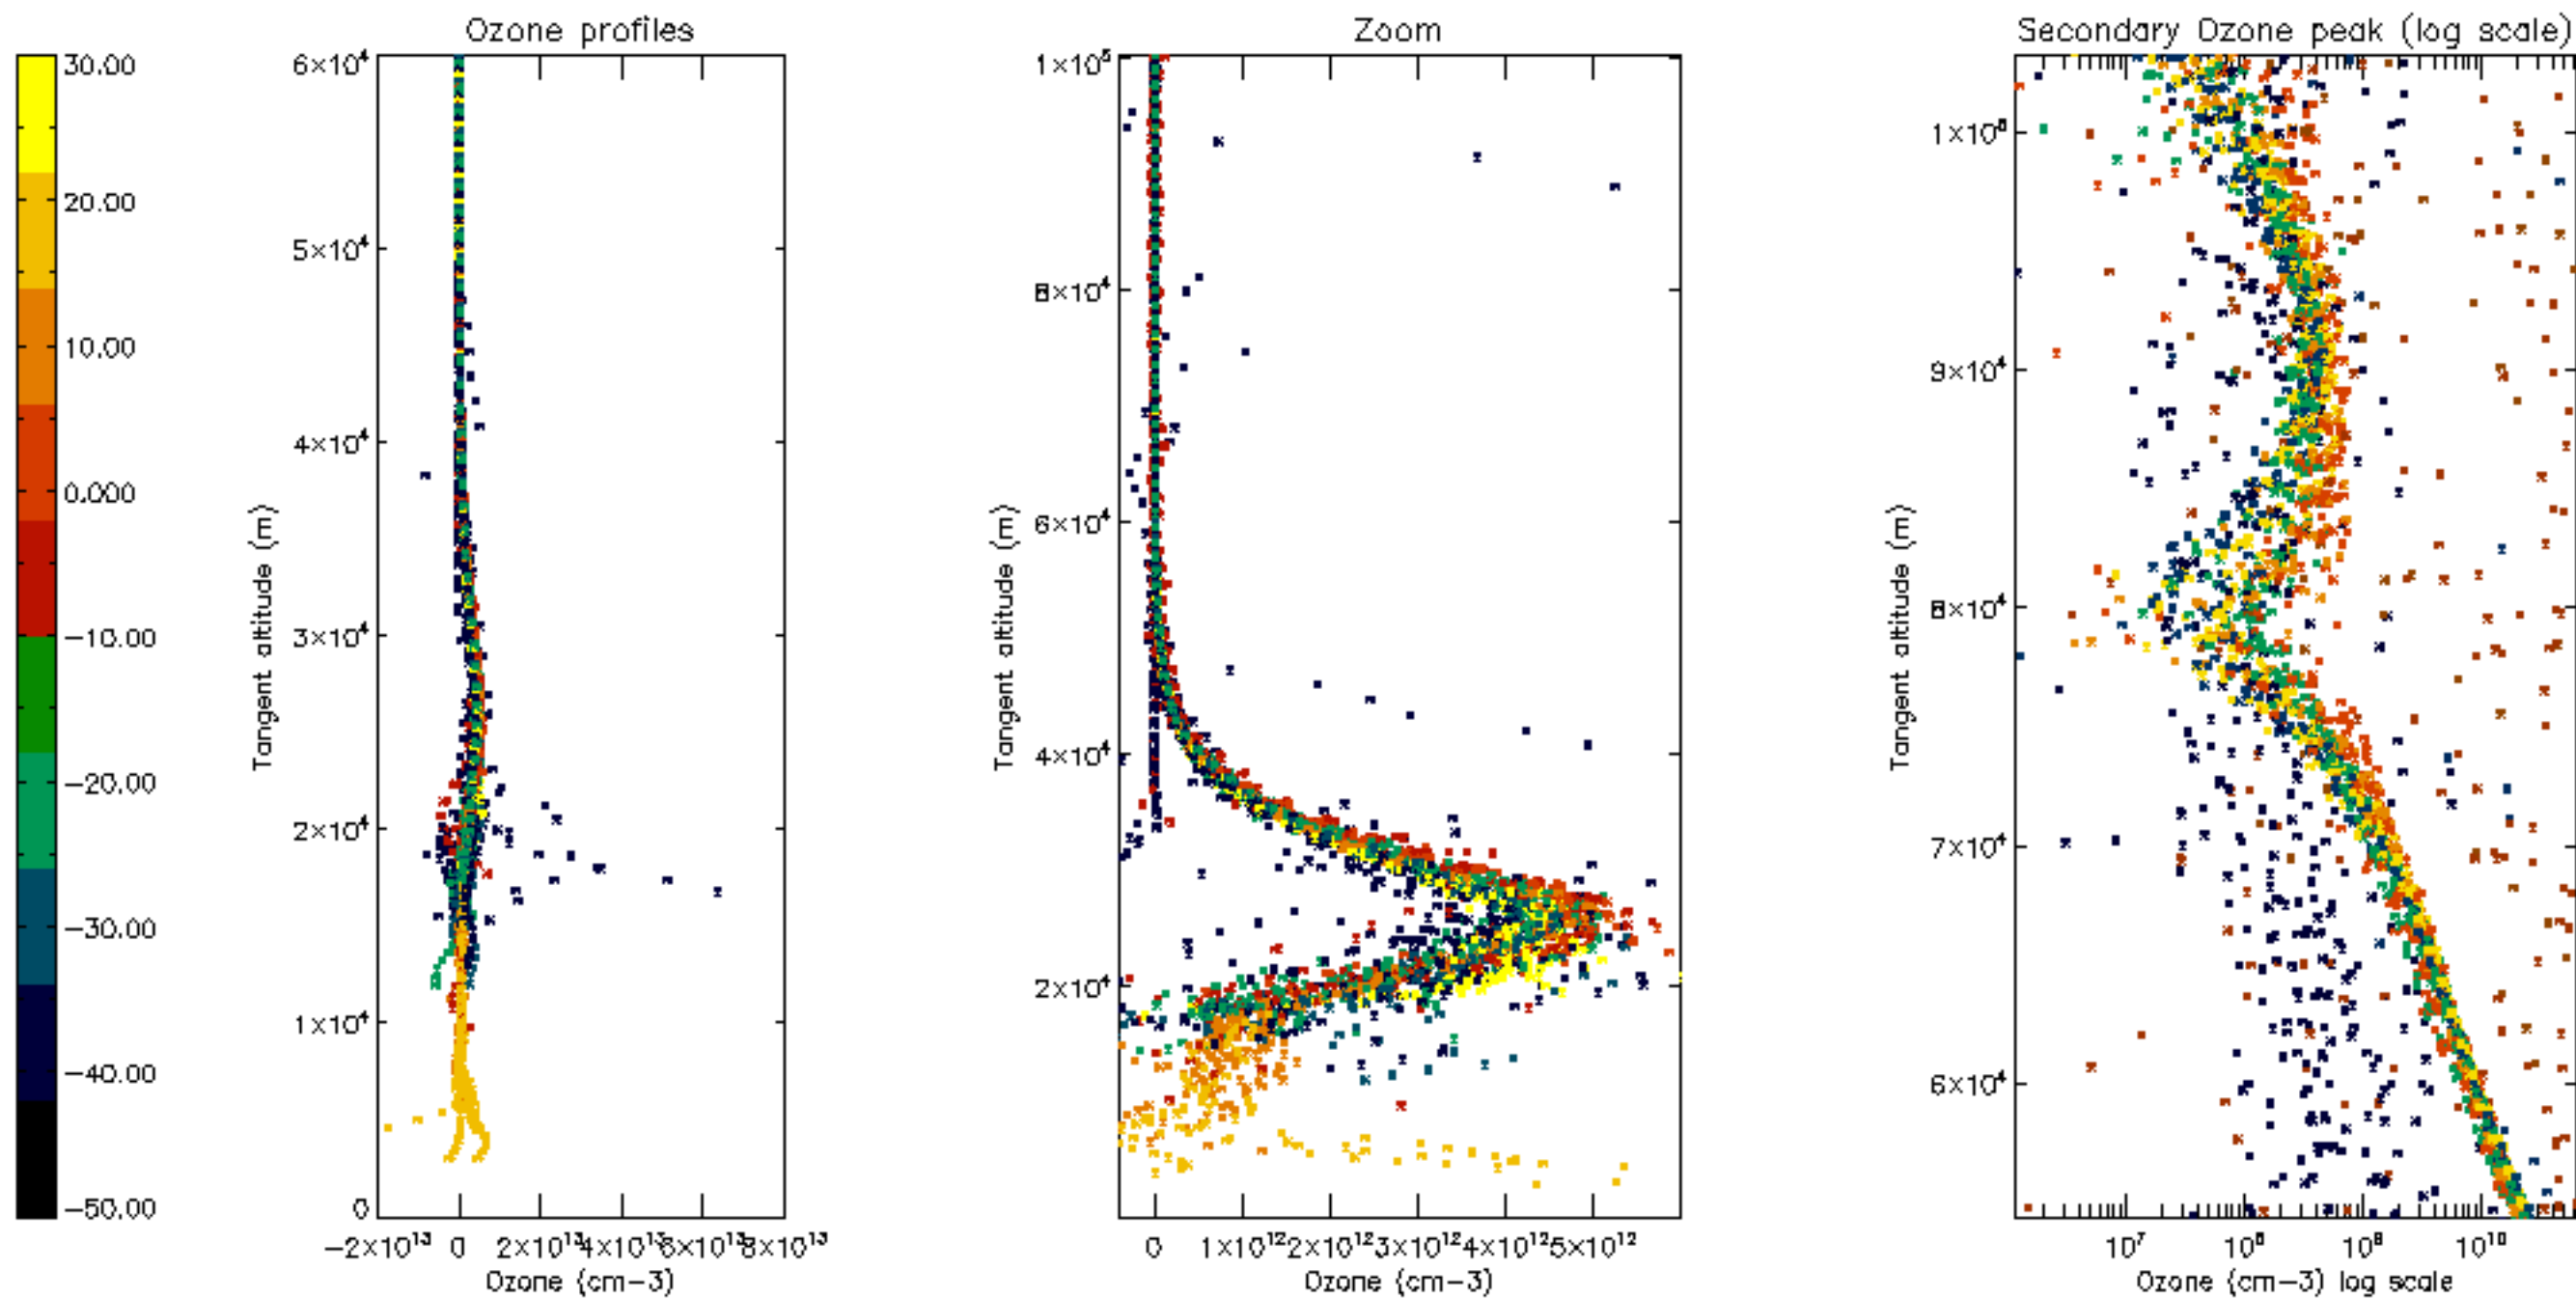 Ozone profiles
Zoom
Secondary Ozone peak (log scale)
30.00
20.00
10.00
0.000
−10.00
−20.00
−30.00
−40.00
−50.00
6×10⁴
5×10⁴
4×10⁴
3×10⁴
2×10⁴
1×10⁴
0
Tangent altitude (m)
−2×10¹³ 0 2×10¹³ 4×10¹³ 6×10¹³ 8×10¹³
Ozone (cm−3)
1×10⁵
8×10⁴
6×10⁴
4×10⁴
2×10⁴
Tangent altitude (m)
0 1×10¹² 2×10¹² 3×10¹² 4×10¹² 5×10¹²
Ozone (cm−3)
9×10⁴
8×10⁴
7×10⁴
6×10⁴
Tangent altitude (m)
10⁷ 10⁸ 10⁹ 10¹⁰
Ozone (cm−3) log scale